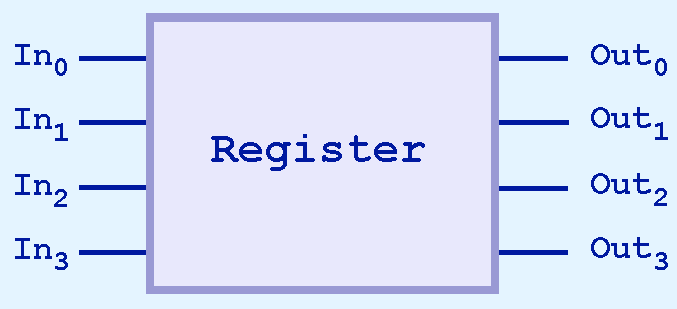 In₀ Out₀
In₁ Out₁
Register
In₂ Out₂
In₃ Out₃